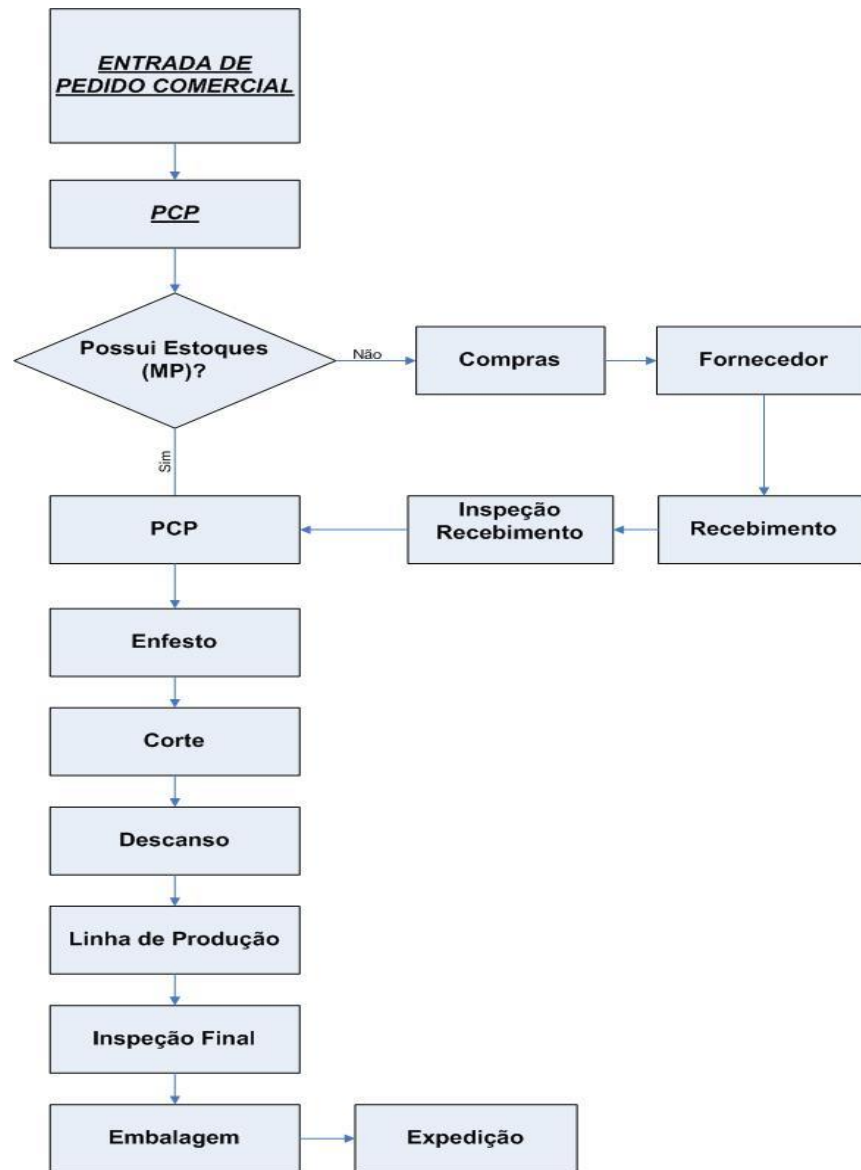 ENTRADA DE
PEDIDO COMERCIAL
PCP
Possui Estoques
(MP)?
Não
Compras
Fornecedor
Sim
PCP
Inspeção
Recebimento
Recebimento
Enfesto
Corte
Descanso
Linha de Produção
Inspeção Final
Embalagem
Expedição